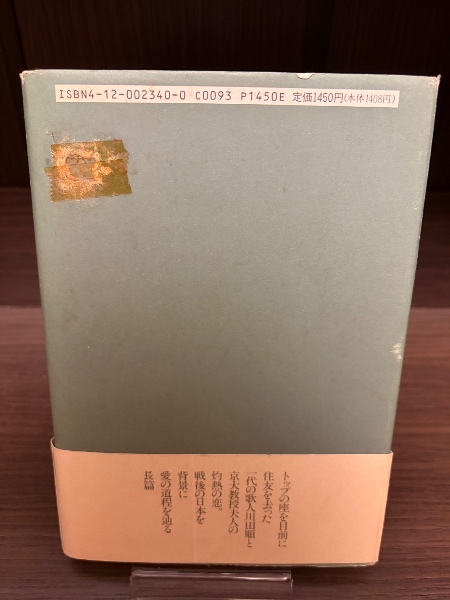 ISBN4-12-002340-0 C0093 P1450E 定価1450円(本体1408円)
トップの座を目前に
住友を去った
一代の歌人川田順と
京大教授夫人の
灼熱の恋。
戦後の日本を
背景に
愛の道程を辿る
長篇